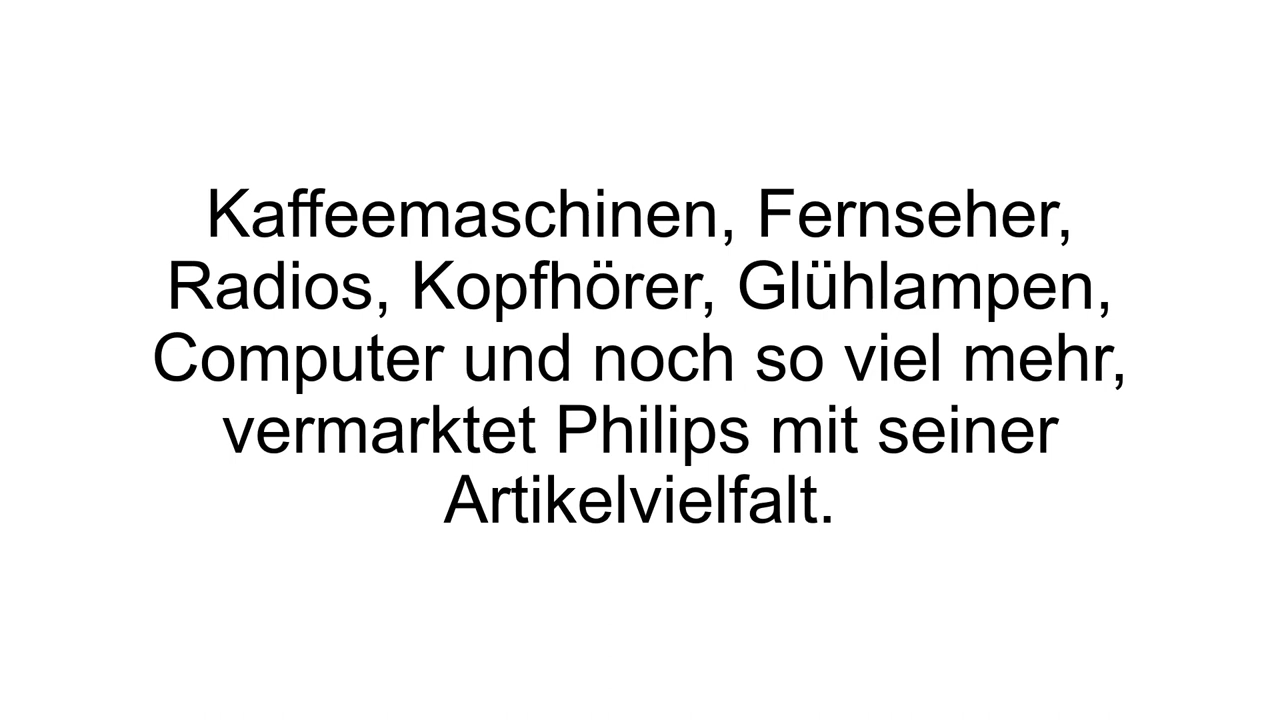 Kaffeemaschinen, Fernseher,
Radios, Kopfhörer, Glühlampen,
Computer und noch so viel mehr,
vermarktet Philips mit seiner
Artikelvielfalt.